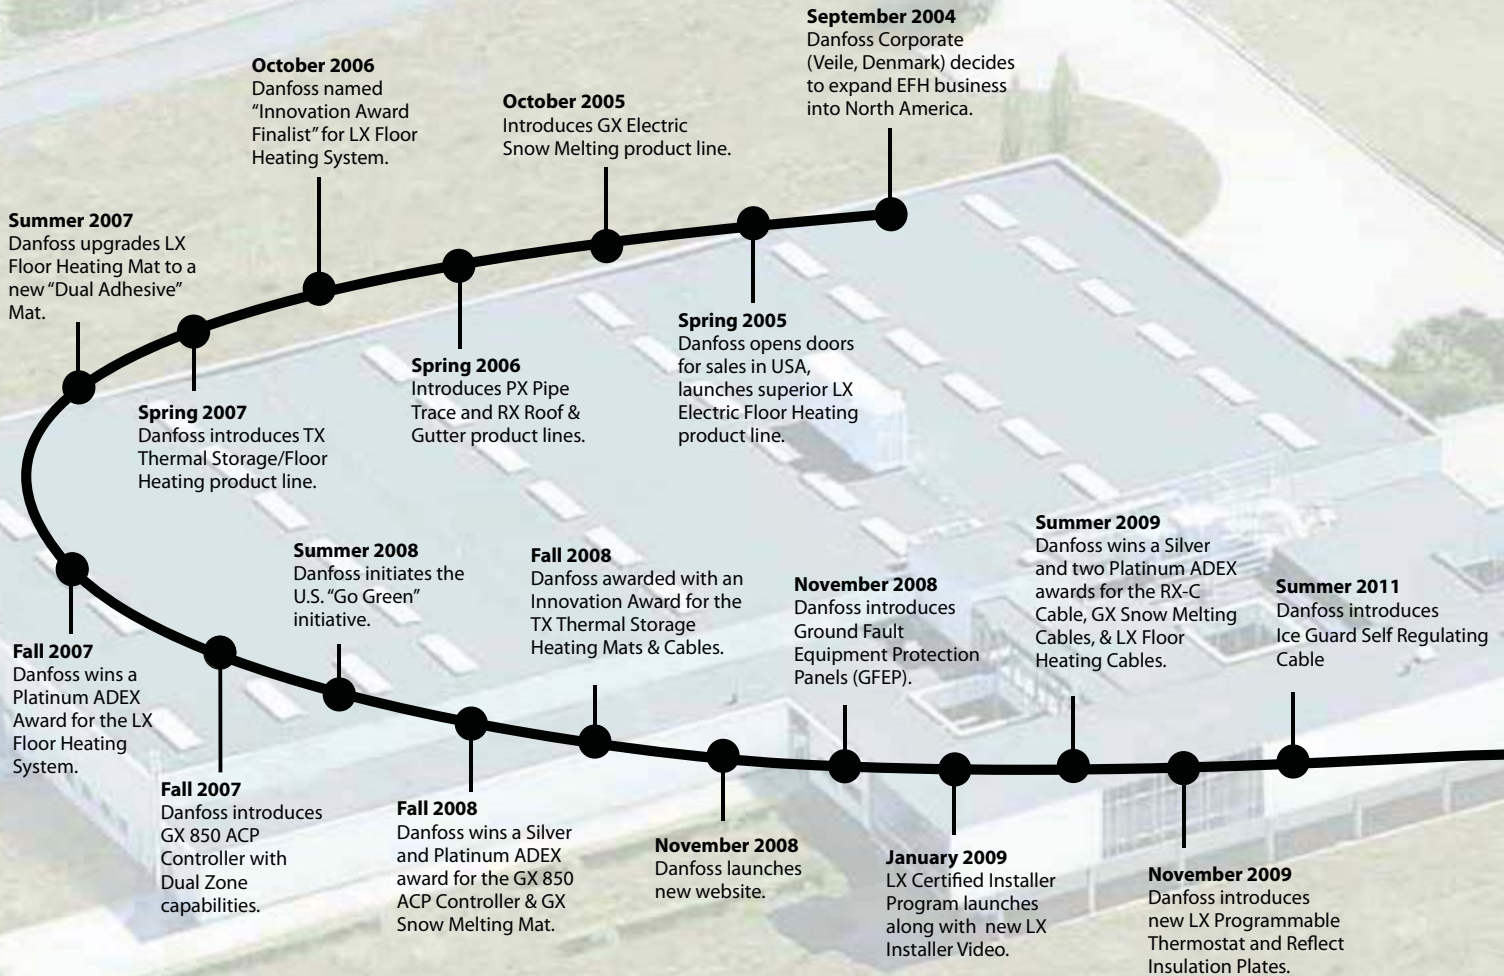 September 2004
Danfoss Corporate
(Veile, Denmark) decides
to expand EFH business
into North America.
Spring 2005
Danfoss opens doors
for sales in USA,
launches superior LX
Electric Floor Heating
product line.
October 2005
Introduces GX Electric
Snow Melting product line.
Spring 2006
Introduces PX Pipe
Trace and RX Roof &
Gutter product lines.
October 2006
Danfoss named
“Innovation Award
Finalist” for LX Floor
Heating System.
Spring 2007
Danfoss introduces TX
Thermal Storage/Floor
Heating product line.
Summer 2007
Danfoss upgrades LX
Floor Heating Mat to a
new “Dual Adhesive”
Mat.
Fall 2007
Danfoss wins a
Platinum ADEX
Award for the LX
Floor Heating
System.
Fall 2007
Danfoss introduces
GX 850 ACP
Controller with
Dual Zone
capabilities.
Summer 2008
Danfoss initiates the
U.S. “Go Green”
initiative.
Fall 2008
Danfoss wins a Silver
and Platinum ADEX
award for the GX 850
ACP Controller & GX
Snow Melting Mat.
Fall 2008
Danfoss awarded with an
Innovation Award for the
TX Thermal Storage
Heating Mats & Cables.
November 2008
Danfoss launches
new website.
November 2008
Danfoss introduces
Ground Fault
Equipment Protection
Panels (GFEP).
January 2009
LX Certified Installer
Program launches
along with new LX
Installer Video.
Summer 2009
Danfoss wins a Silver
and two Platinum ADEX
awards for the RX-C
Cable, GX Snow Melting
Cables, & LX Floor
Heating Cables.
November 2009
Danfoss introduces
new LX Programmable
Thermostat and Reflect
Insulation Plates.
Summer 2011
Danfoss introduces
Ice Guard Self Regulating
Cable